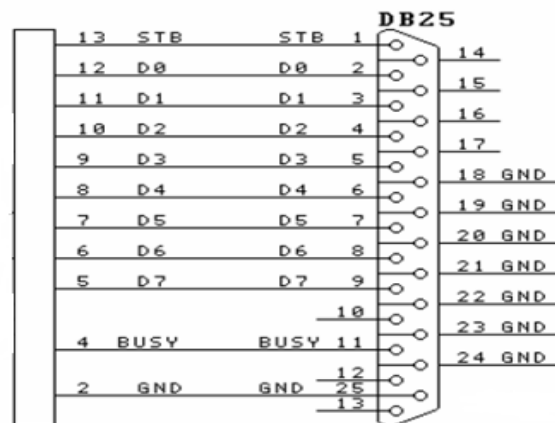 DB25
13 STB STB 1
14
12 D0 D0 2
15
11 D1 D1 3
16
10 D2 D2 4
17
9 D3 D3 5
18 GND
8 D4 D4 6
19 GND
7 D5 D5 7
20 GND
6 D6 D6 8
21 GND
5 D7 D7 9
22 GND
10
23 GND
4 BUSY BUSY 11
24 GND
12
2 GND GND 25
13